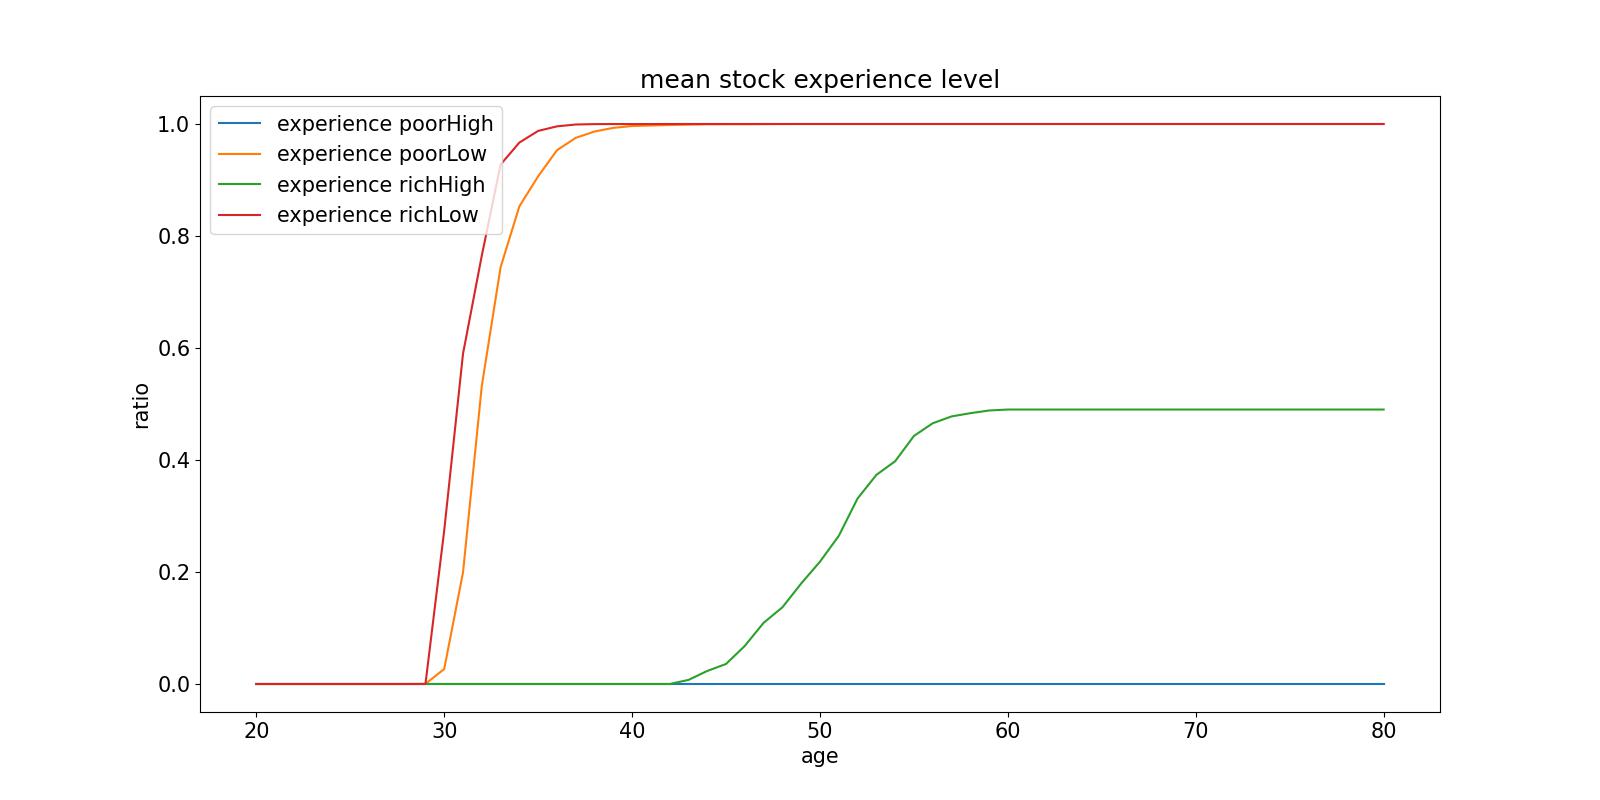 mean stock experience level
1.0
0.8
0.6
0.4
0.2
0.0
ratio
experience poorHigh
experience poorLow
experience richHigh
experience richLow
20 30 40 50 60 70 80
age